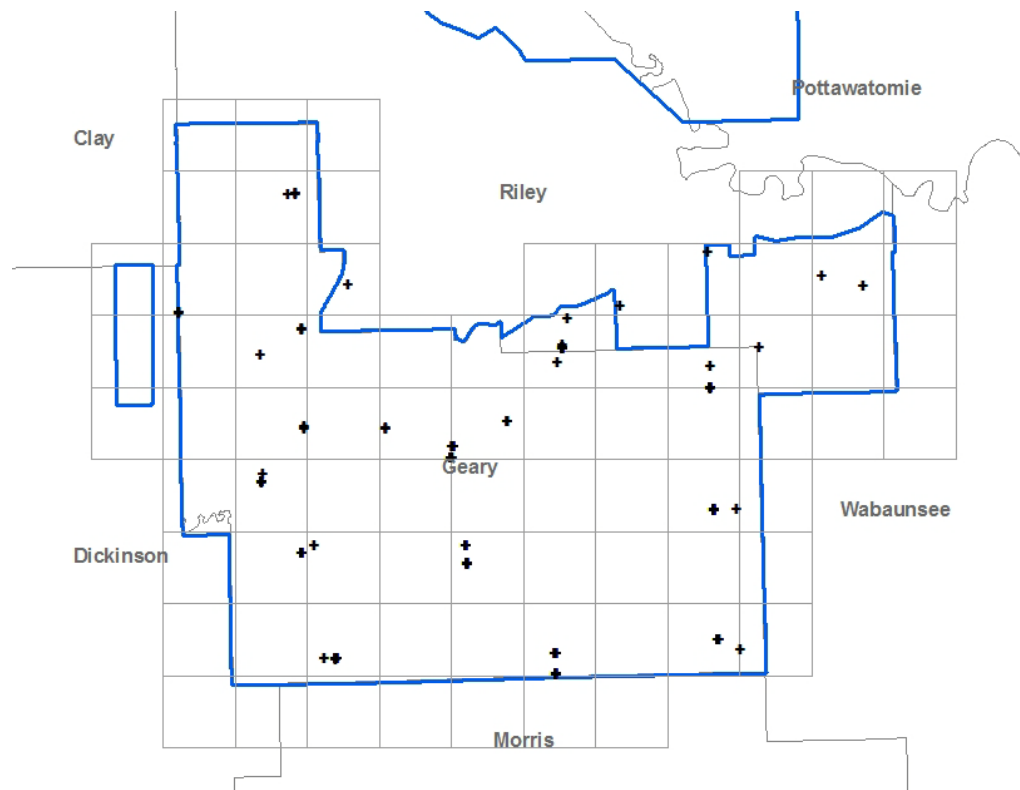 Pottawatomie
Clay
Riley
Geary
Wabaunsee
Dickinson
Morris